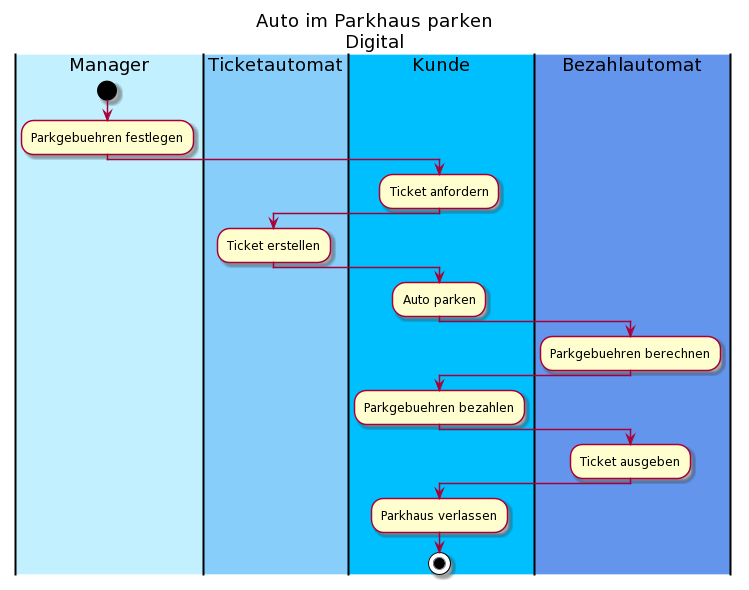 Auto im Parkhaus parken
Digital
Manager
Ticketautomat
Kunde
Bezahlautomat
Parkgebuehren festlegen
Ticket anfordern
Ticket erstellen
Auto parken
Parkgebuehren berechnen
Parkgebuehren bezahlen
Ticket ausgeben
Parkhaus verlassen